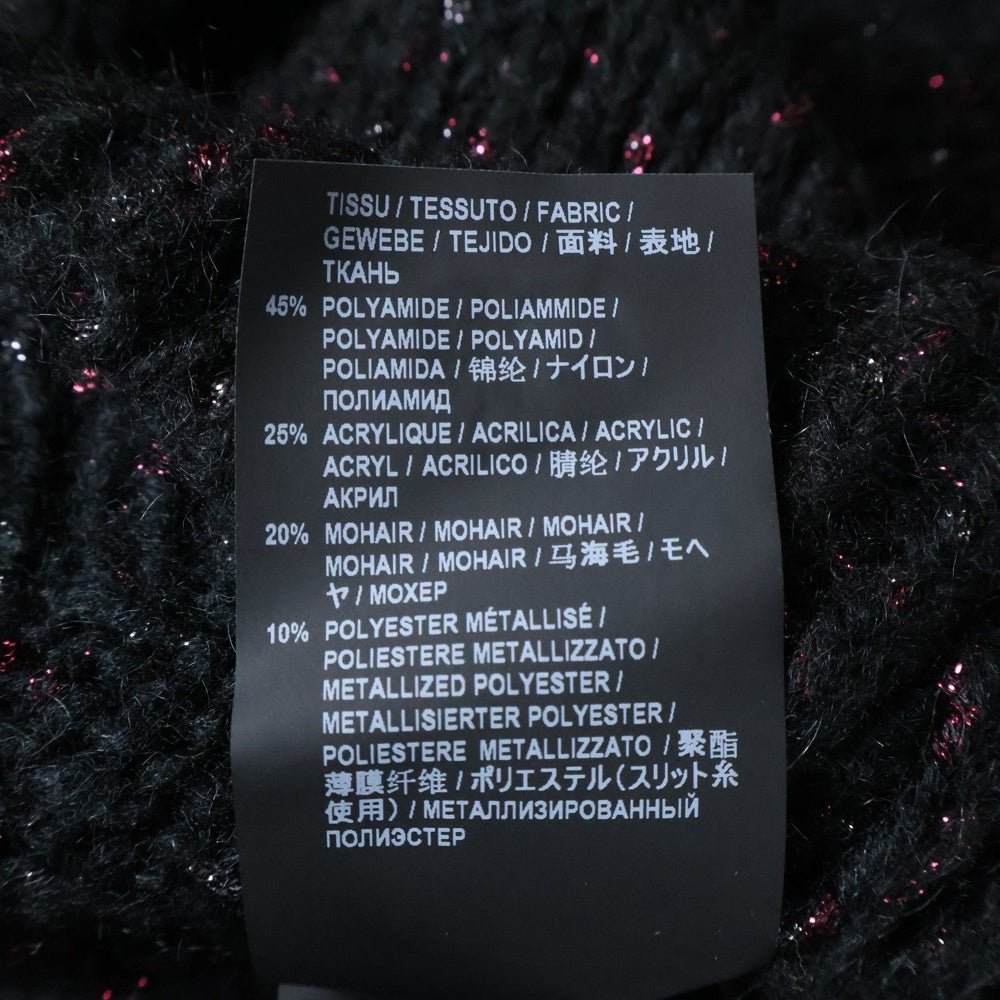 TISSU / TESSUTO / FABRIC /
GEWEBE / TEJIDO / 面料 / 表地 /
ТКАНЬ
45% POLYAMIDE / POLIAMMIDE /
POLYAMIDE / POLYAMID /
POLIAMIDA / 锦纶 / ナイロン /
ПОЛИАМИД
25% ACRYLIQUE / ACRILICA / ACRYLIC /
ACRYL / ACRILICO / 腈纶 / アクリル /
АКРИЛ
20% MOHAIR / MOHAIR / MOHAIR /
MOHAIR / MOHAIR / 马海毛 / モヘ
ヤ / МОХЕР
10% POLYESTER MÉTALLISÉ /
POLIESTERE METALLIZZATO /
METALLIZED POLYESTER /
METALLISIERTER POLYESTER /
POLIESTERE METALLIZZATO / 聚酯
薄膜纤维 / ポリエステル（スリット糸
使用）/ МЕТАЛЛИЗИРОВАННЫЙ
ПОЛИЭСТЕР